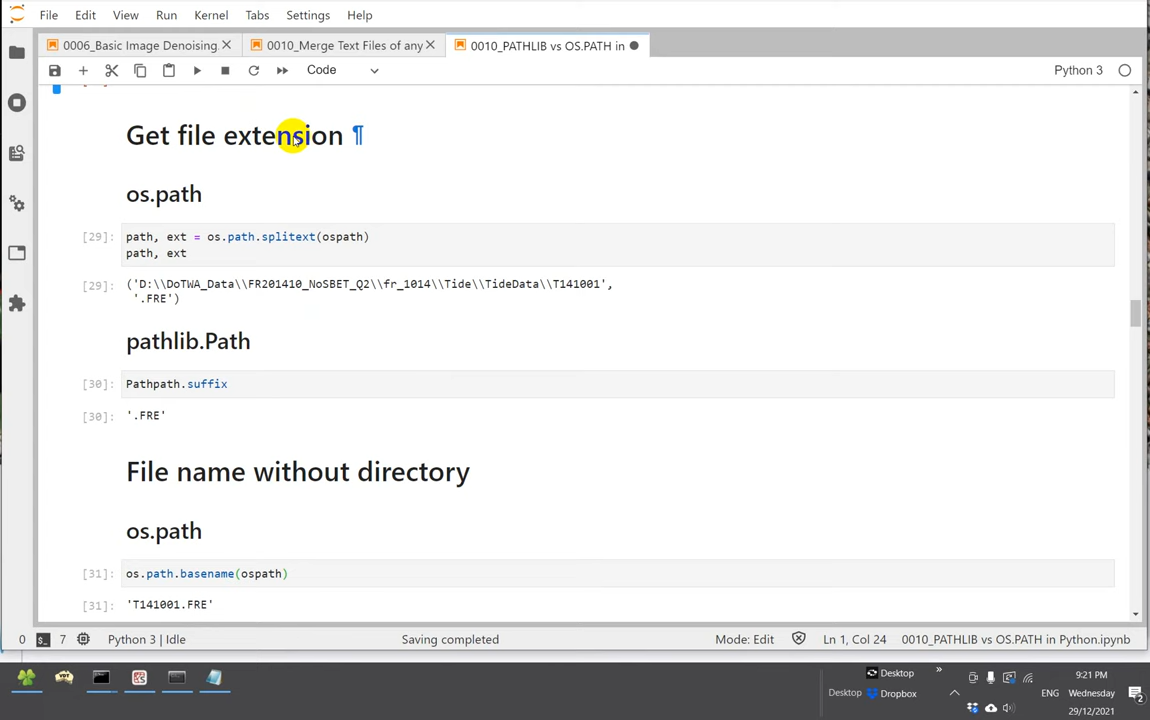 File Edit View Run Kernel Tabs Settings Help
0006_Basic Image Denoising. 0010_Merge Text Files of any 0010_PATHLIB vs OS.PATH in
Code Python 3
Get file extension ¶
os.path
[29]: path, ext = os.path.splitext(ospath)
path, ext
[29]: ('D:\\DoTWA_Data\\FR201410_NoSBET_Q2\\fr_1014\\Tide\\TideData\\T141001',
'.FRE')
pathlib.Path
[30]: Pathpath.suffix
[30]: '.FRE'
File name without directory
os.path
[31]: os.path.basename(ospath)
[31]: 'T141001.FRE'
0 7 Python 3 | Idle Saving completed Mode: Edit Ln 1, Col 24 0010_PATHLIB vs OS.PATH in Python.ipynb
Desktop » 9:21 PM
Desktop Dropbox ENG Wednesday
29/12/2021 2